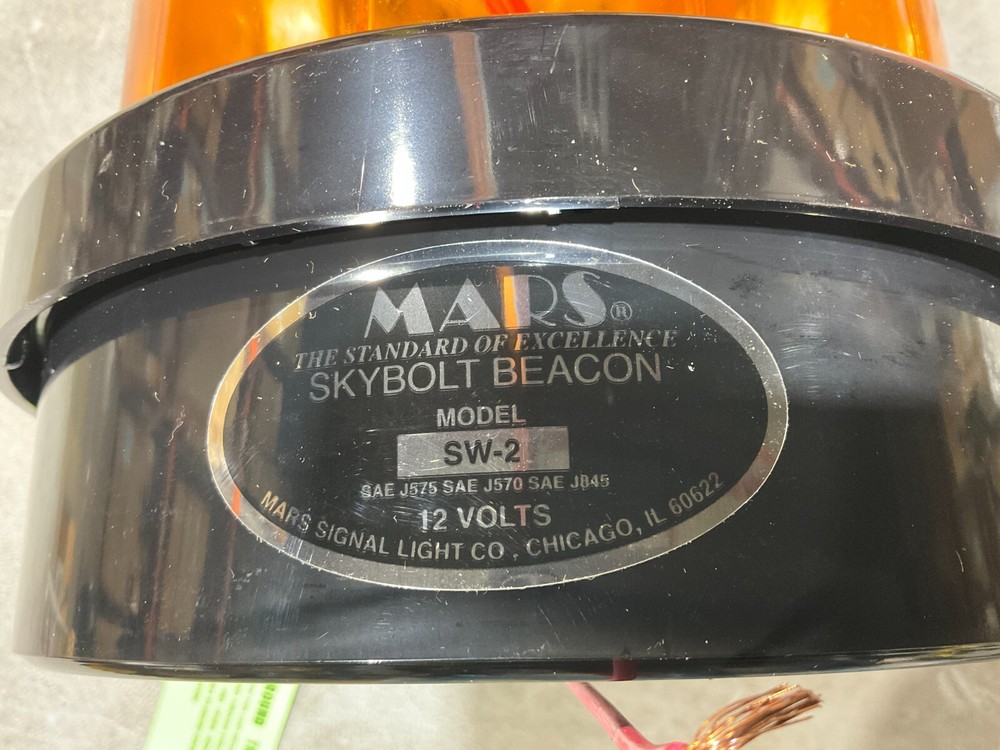 MARS®
THE STANDARD OF EXCELLENCE
SKYBOLT BEACON
MODEL
SW-2
SAE J575 SAE J570 SAE J845
12 VOLTS
MARS SIGNAL LIGHT CO., CHICAGO, IL 60622